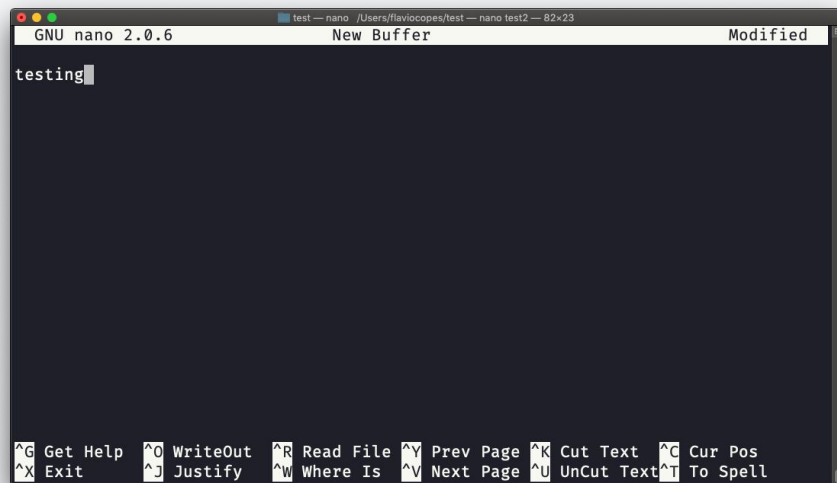 test — nano /Users/flaviocopes/test — nano test2 — 82×23
GNU nano 2.0.6 New Buffer Modified
testing
^G Get Help ^O WriteOut ^R Read File ^Y Prev Page ^K Cut Text ^C Cur Pos
^X Exit ^J Justify ^W Where Is ^V Next Page ^U UnCut Text ^T To Spell